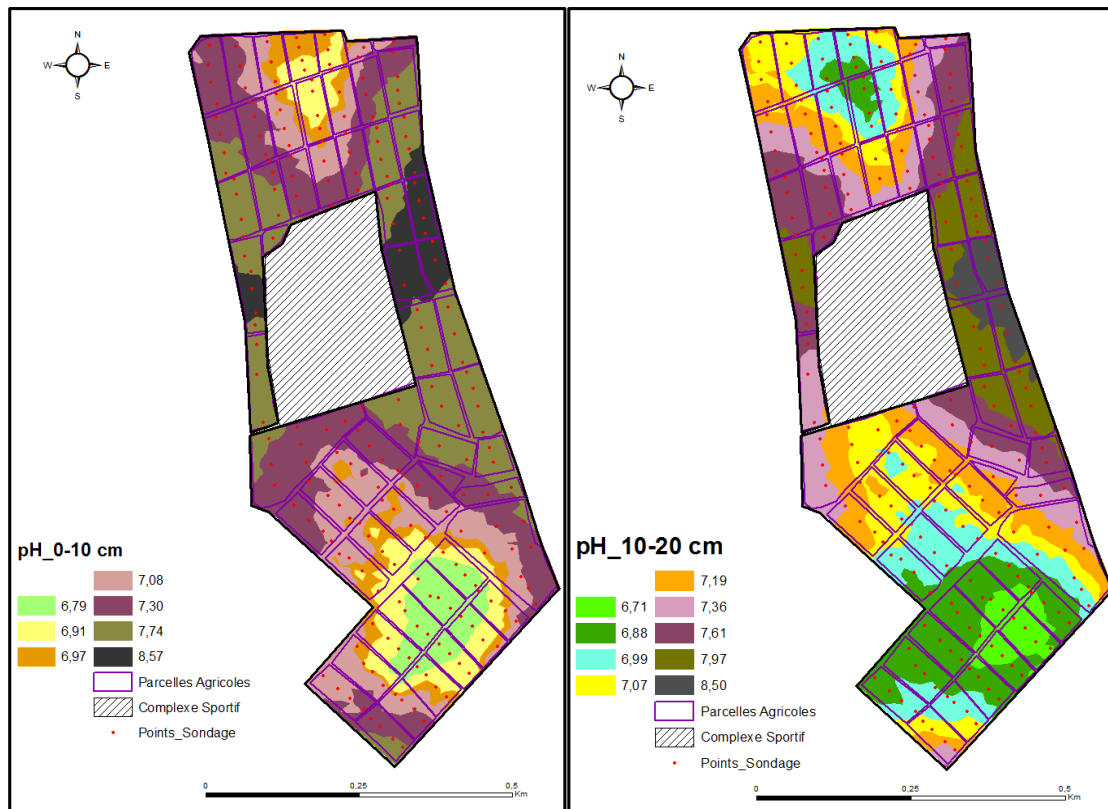 N
W E
S
pH_0-10 cm
7,08
6,79 7,30
6,91 7,74
6,97 8,57
Parcelles Agricoles
Complexe Sportif
Points_Sondage
0 0,25 0,5
Km
N
W E
S
pH_10-20 cm
7,19
6,71 7,36
6,88 7,61
6,99 7,97
7,07 8,50
Parcelles Agricoles
Complexe Sportif
Points_Sondage
0 0,25 0,5
Km